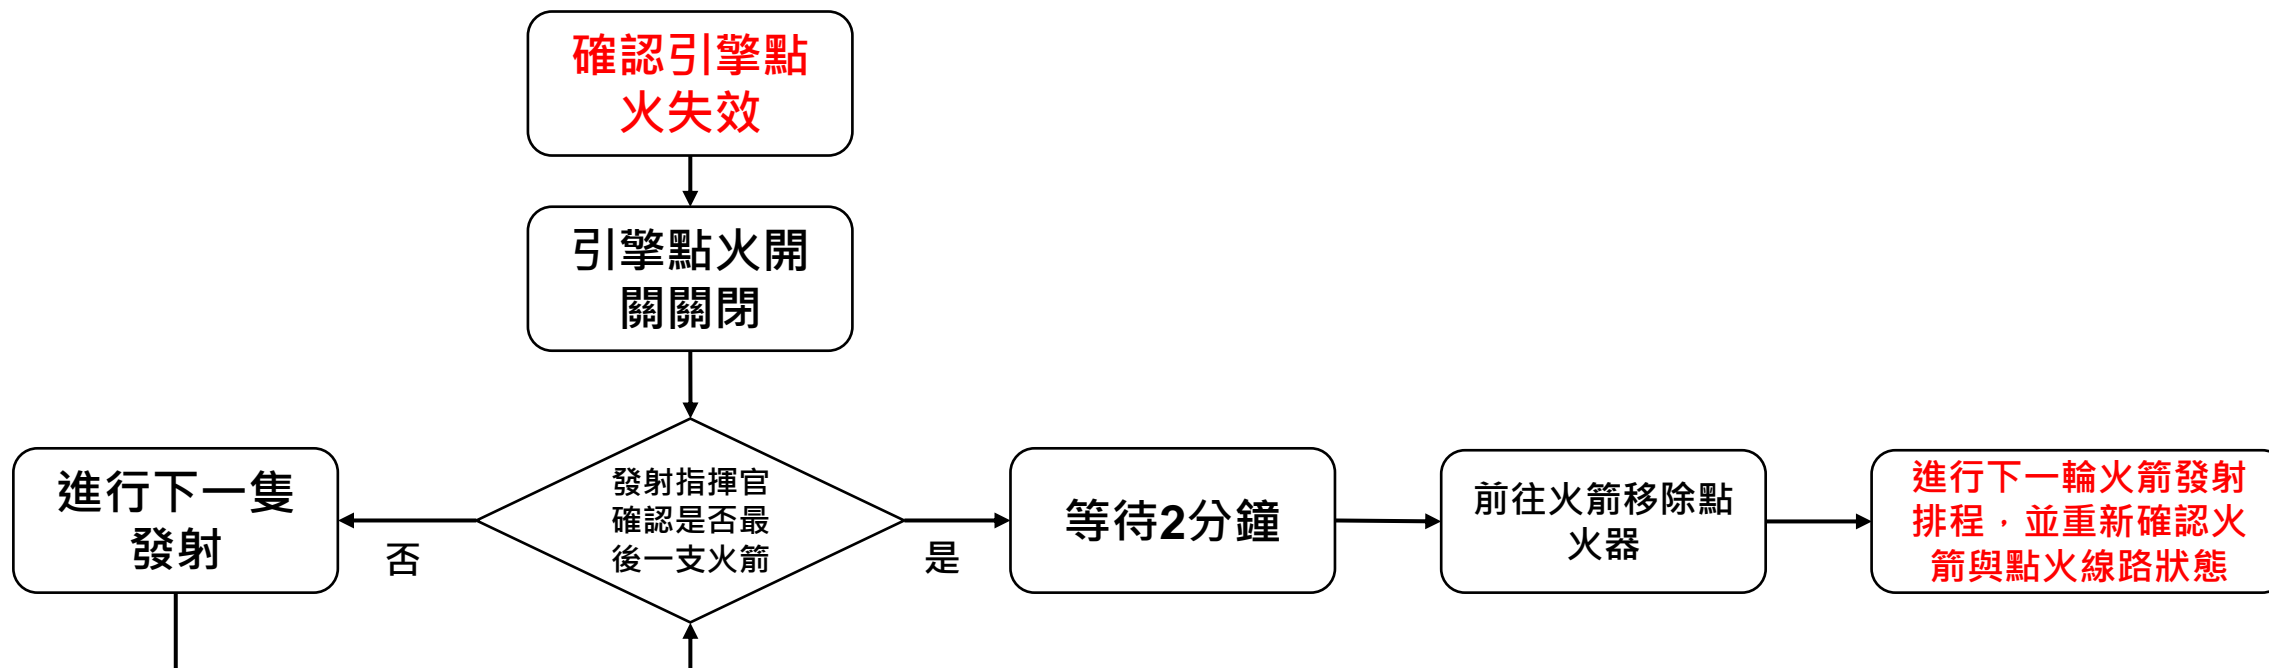 確認引擎點
火失效
引擎點火開
關關閉
進行下一隻
發射
否
發射指揮官
確認是否最
後一支火箭
是
等待2分鐘
前往火箭移除點
火器
進行下一輪火箭發射
排程，並重新確認火
箭與點火線路狀態